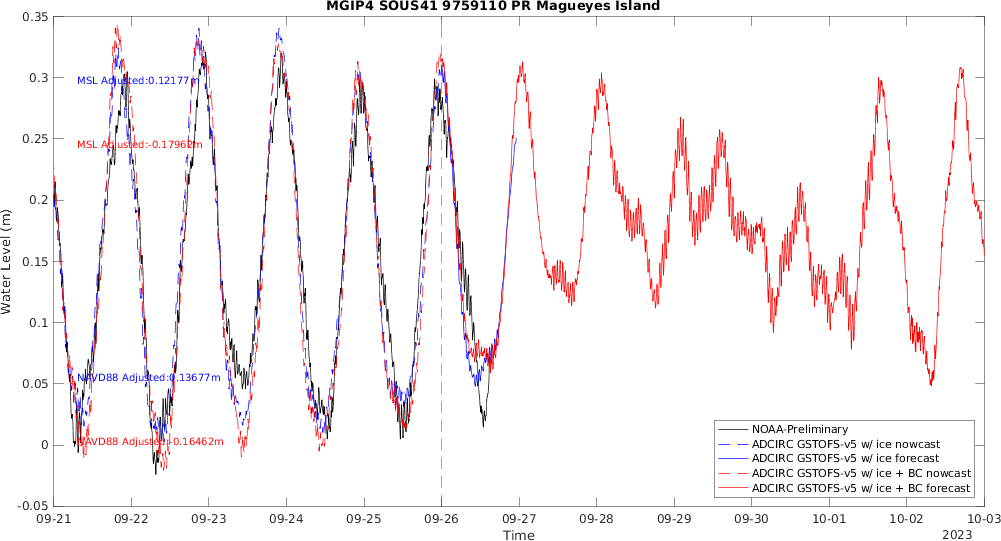 MGIP4 SOUS41 9759110 PR Magueyes Island
0.35
0.3
0.25
0.2
0.15
0.1
0.05
0
-0.05
Water Level (m)
MSL Adjusted:0.12177m
MSL Adjusted:-0.17962m
NAVD88 Adjusted:0.13677m
NAVD88 Adjusted:-0.16462m
NOAA-Preliminary
ADCIRC GSTOFS-v5 w/ ice nowcast
ADCIRC GSTOFS-v5 w/ ice forecast
ADCIRC GSTOFS-v5 w/ ice + BC nowcast
ADCIRC GSTOFS-v5 w/ ice + BC forecast
09-21 09-22 09-23 09-24 09-25 09-26 09-27 09-28 09-29 09-30 10-01 10-02 10-03
Time
2023